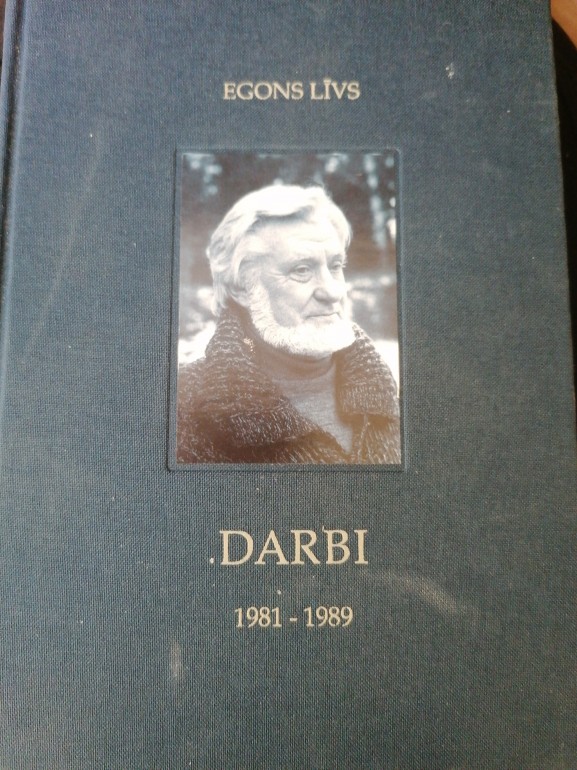 EGONS LĪVS
.DARBI
1981 - 1989